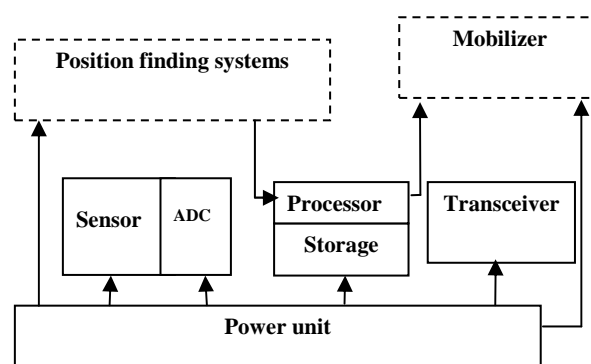 Mobilizer
Position finding systems
Sensor
ADC
Processor
Storage
Transceiver
Power unit